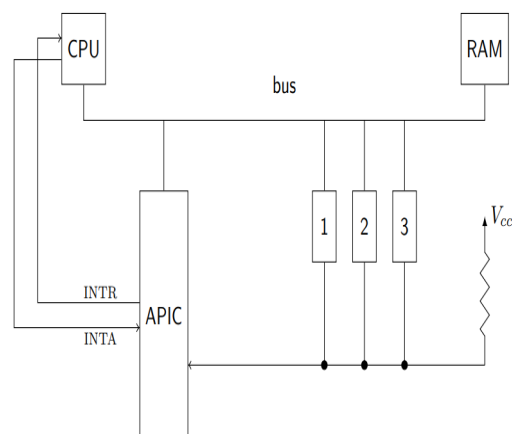 CPU
RAM
bus
1
2
3
V_cc
INTR
APIC
INTA